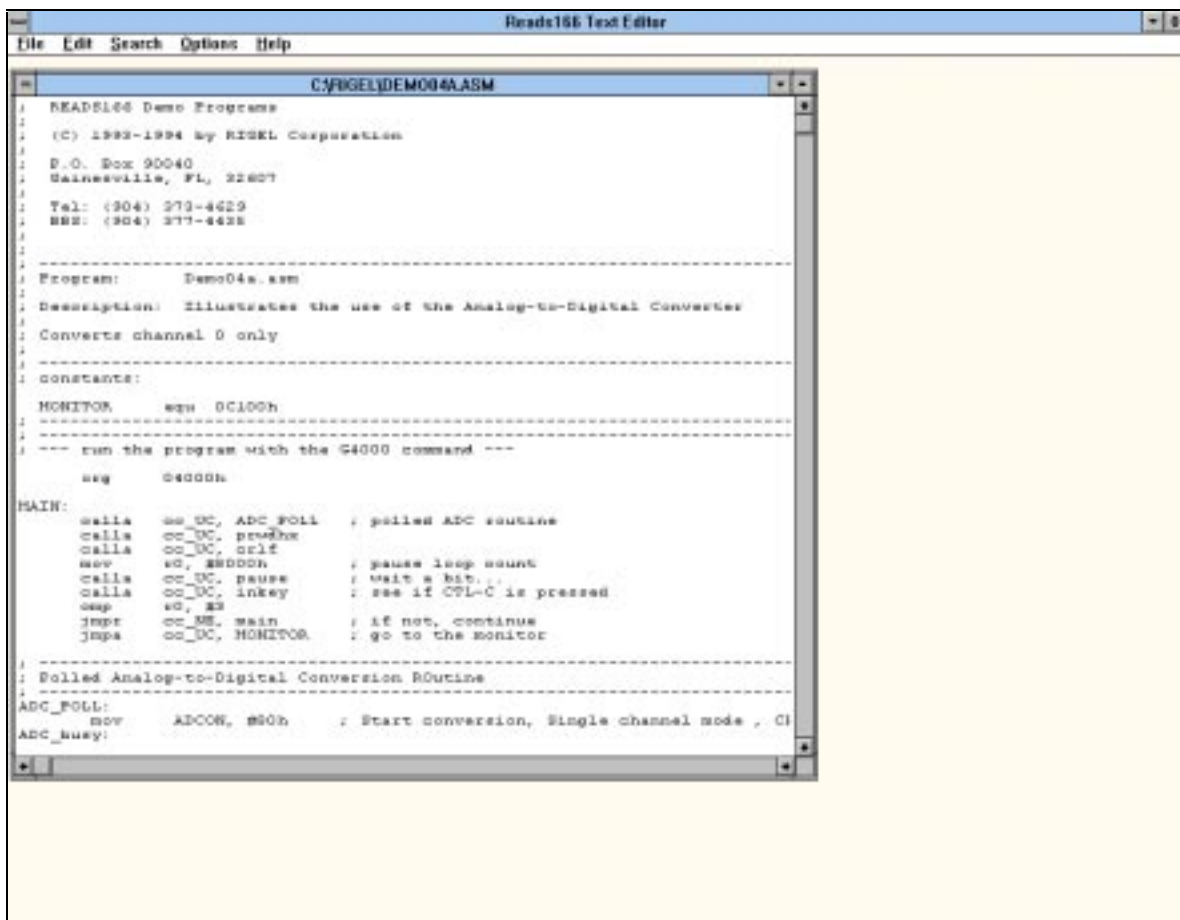 Reads166 Text Editor
File Edit Search Options Help
C:\RIGEL\DEMO04A.ASM
; READS166 Demo Programs
;
; (C) 1993-1994 by RIGEL Corporation
;
; P.O. Box 90040
; Gainesville, FL, 32607
;
; Tel: (904) 373-4629
; BBS: (904) 377-4435
;
;
; ------------------------------------------------------------
; Program: Demo04a.asm
;
; Description: Illustrates the use of the Analog-to-Digital Converter
;
; Converts channel 0 only
;
; ------------------------------------------------------------
; constants:
MONITOR equ 0C100h
; ------------------------------------------------------------
; ------------------------------------------------------------
; --- run the program with the G4000 command ---
org 04000h
MAIN:
calla cc_UC, ADC_POLL ; polled ADC routine
calla cc_UC,
calla cc_UC, crlf
mov r0, #8000h ; pause loop count
calla cc_UC, pause ; wait a bit...
calla cc_UC, inkey ; see if CTL-C is pressed
cmp r0, #3
jmpr cc_NE, main ; if not, continue
jmpa cc_UC, MONITOR ; go to the monitor
; ------------------------------------------------------------
; Polled Analog-to-Digital Conversion ROutine
; ------------------------------------------------------------
ADC_POLL:
mov ADCON, #80h ; Start conversion, Single channel mode , Ch
ADC_busy: